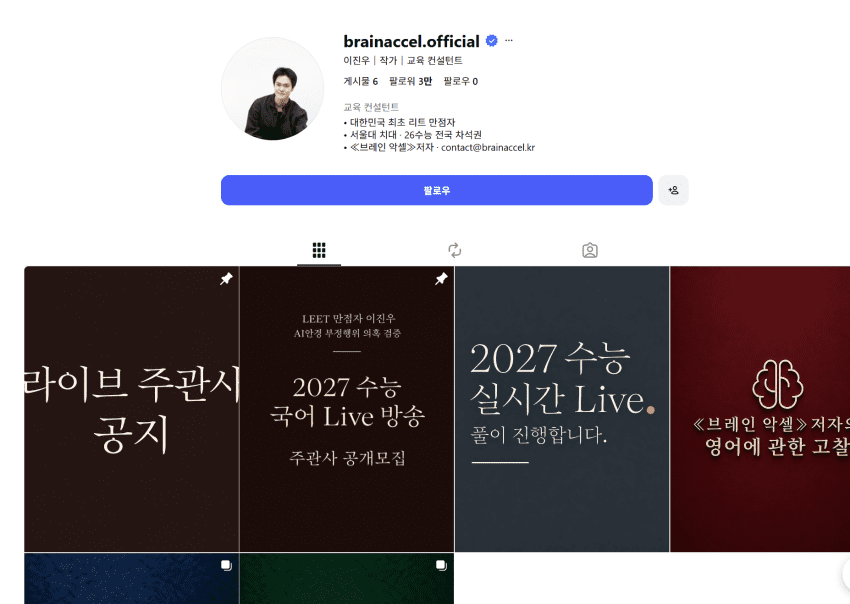 brainaccel.official
이진우 | 작가 | 교육 컨설턴트
게시물 6 팔로워 3만 팔로우 0
교육 컨설턴트
• 대한민국 최초 리트 만점자
• 서울대 치대 · 26수능 전국 차석권
• ≪브레인 악셀≫저자 · contact@brainaccel.kr
팔로우
라이브 주관사
공지
LEET 만점자 이진우
AI안경 부정행위 의혹 검증
2027 수능
국어 Live 방송
주관사 공개모집
2027 수능
실시간 Live.
풀이 진행합니다.
≪브레인 악셀≫ 저자의
영어에 관한 고찰